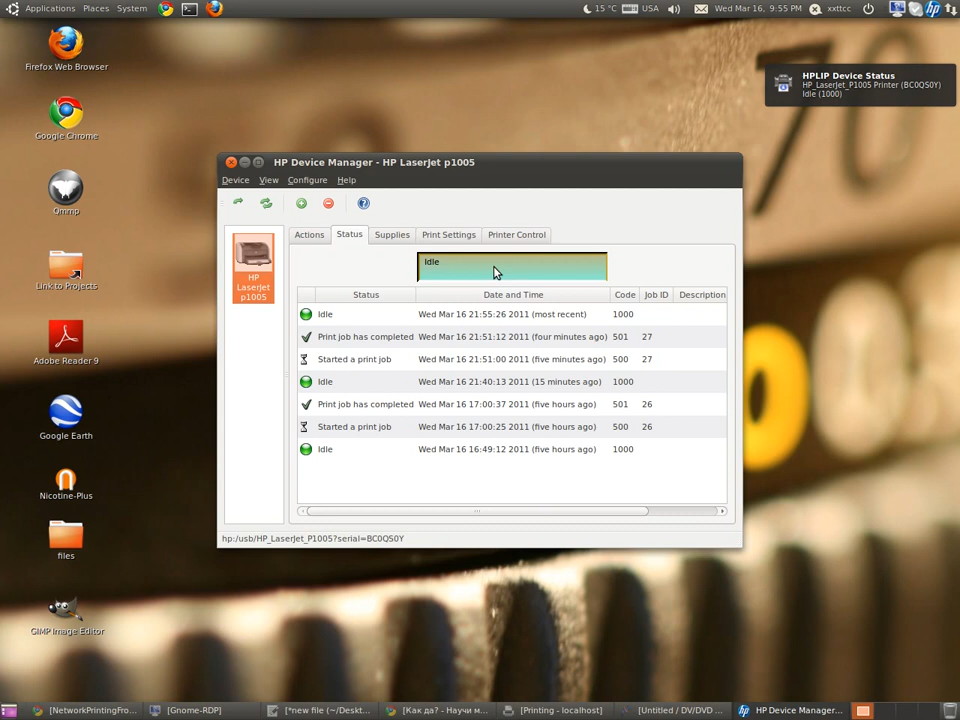 Applications Places System
15 °C USA Wed Mar 16, 9:55 PM xxttcc
Firefox Web Browser
Google Chrome
Qmmp
Link to Projects
Adobe Reader 9
Google Earth
Nicotine-Plus
files
GIMP Image Editor
70
HPLIP Device Status
HP_LaserJet_P1005 Printer (BC0QS0Y)
Idle (1000)
HP Device Manager - HP LaserJet p1005
Device View Configure Help
HP
LaserJet
p1005
Actions Status Supplies Print Settings Printer Control
Idle
Status Date and Time Code Job ID Description
Idle Wed Mar 16 21:55:26 2011 (most recent) 1000
Print job has completed Wed Mar 16 21:51:12 2011 (four minutes ago) 501 27
Started a print job Wed Mar 16 21:51:00 2011 (five minutes ago) 500 27
Idle Wed Mar 16 21:40:13 2011 (15 minutes ago) 1000
Print job has completed Wed Mar 16 17:00:37 2011 (five hours ago) 501 26
Started a print job Wed Mar 16 17:00:25 2011 (five hours ago) 500 26
Idle Wed Mar 16 16:49:12 2011 (five hours ago) 1000
hp:/usb/HP_LaserJet_P1005?serial=BC0QS0Y
[NetworkPrintingFro... [Gnome-RDP] [*new file (~/Deskt... [Как да? - Научи м... [Printing - localhost] [Untitled / DV/DVD ... HP Device Manager...